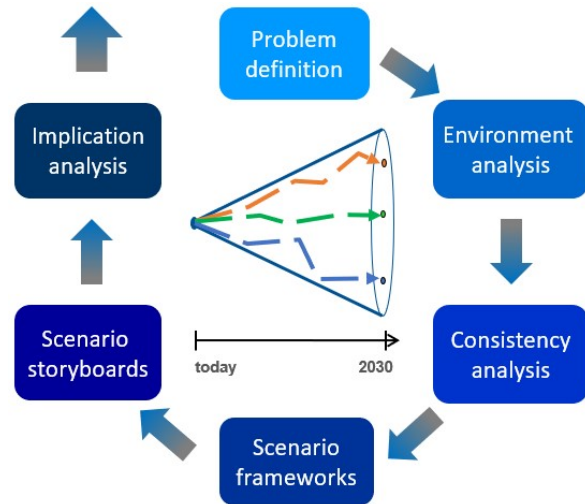 Problem
definition
Environment
analysis
Consistency
analysis
Scenario
frameworks
Scenario
storyboards
Implication
analysis
today
2030